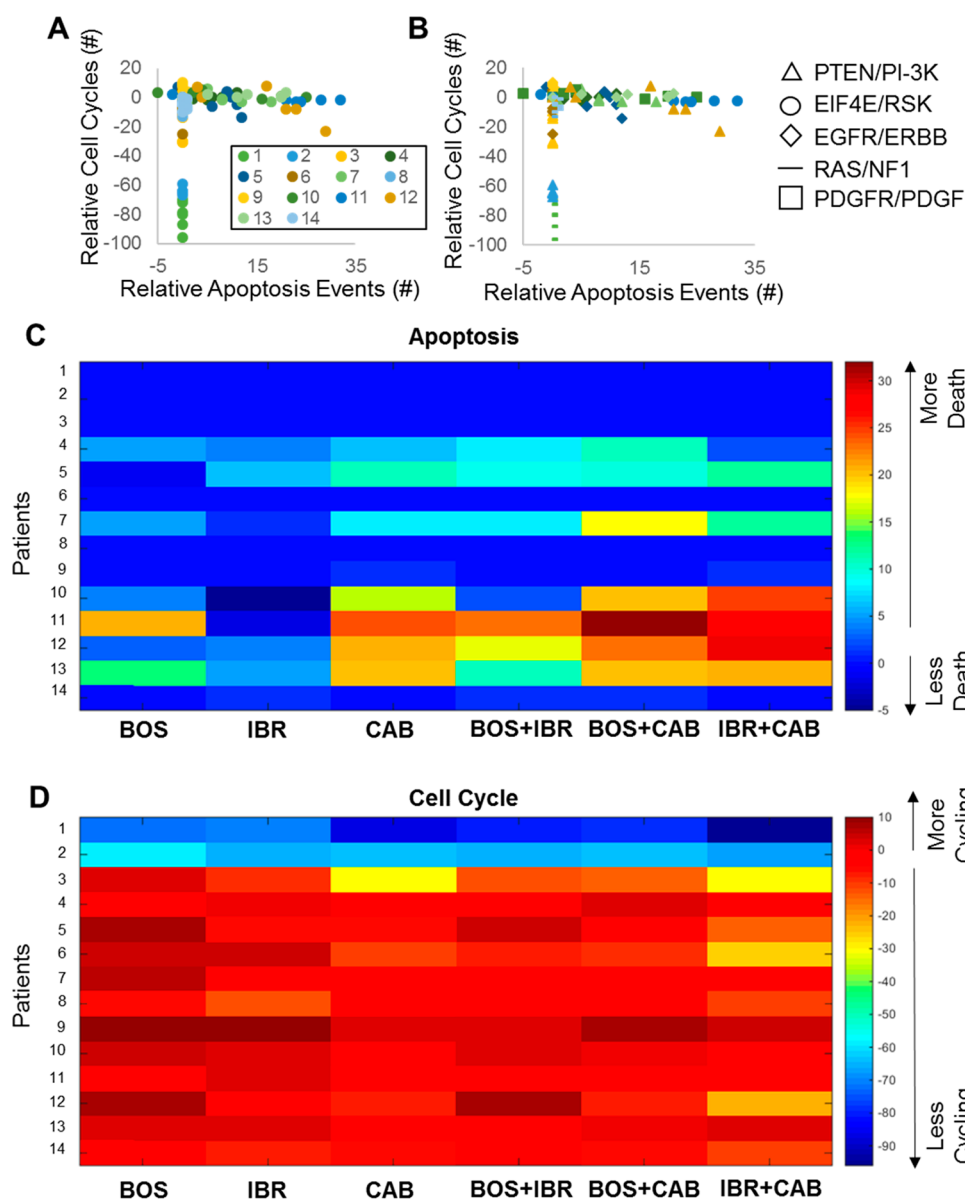 A
Relative Cell Cycles (#)
20
0
-20
-40
-60
-80
-100
1 2 3 4
5 6 7 8
9 10 11 12
13 14
-5 15 35
Relative Apoptosis Events (#)
B
Relative Cell Cycles (#)
20
0
-20
-40
-60
-80
-100
-5 15 35
Relative Apoptosis Events (#)
PTEN/PI-3K
EIF4E/RSK
EGFR/ERBB
RAS/NF1
PDGFR/PDGF
C
Apoptosis
Patients
1
2
3
4
5
6
7
8
9
10
11
12
13
14
BOS IBR CAB BOS+IBR BOS+CAB IBR+CAB
30
25
20
15
10
5
0
-5
More
Death
Less
Death
D
Cell Cycle
Patients
1
2
3
4
5
6
7
8
9
10
11
12
13
14
BOS IBR CAB BOS+IBR BOS+CAB IBR+CAB
10
0
-10
-20
-30
-40
-50
-60
-70
-80
-90
More
Cycling
Less
Cycling